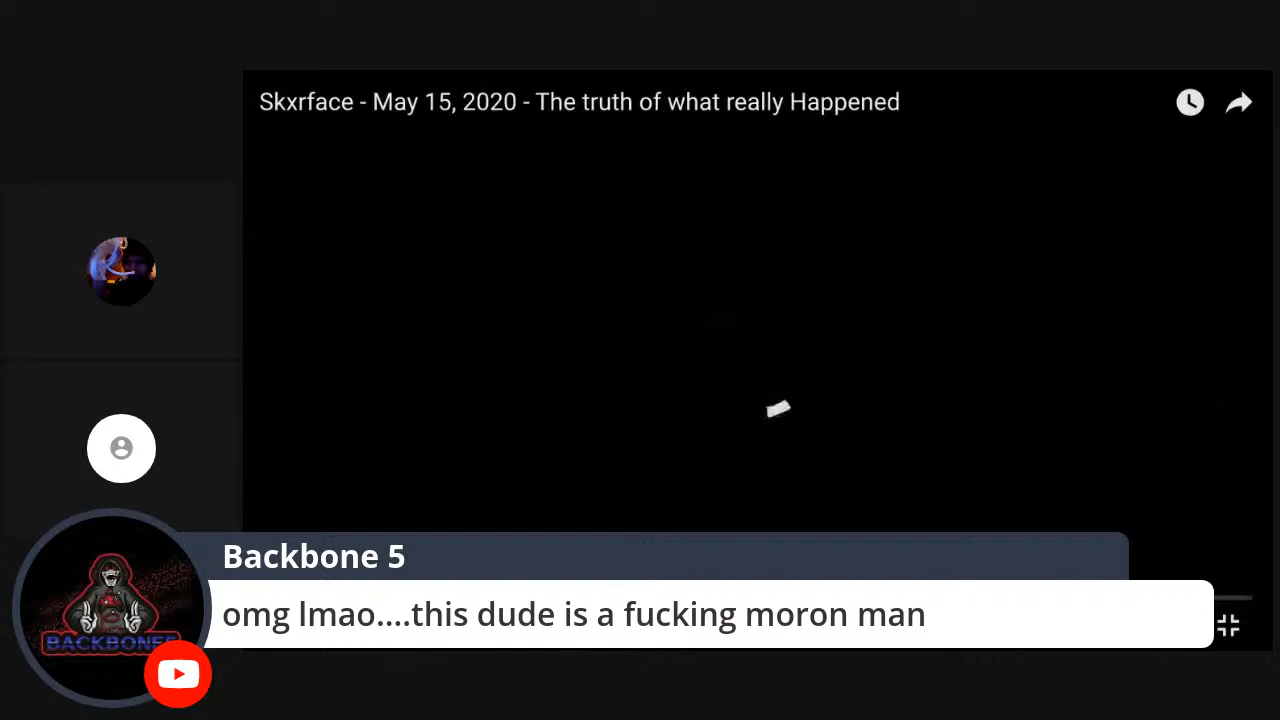 Skxrface - May 15, 2020 - The truth of what really Happened
Backbone 5
omg lmao....this dude is a fucking moron man
BACKBONE5